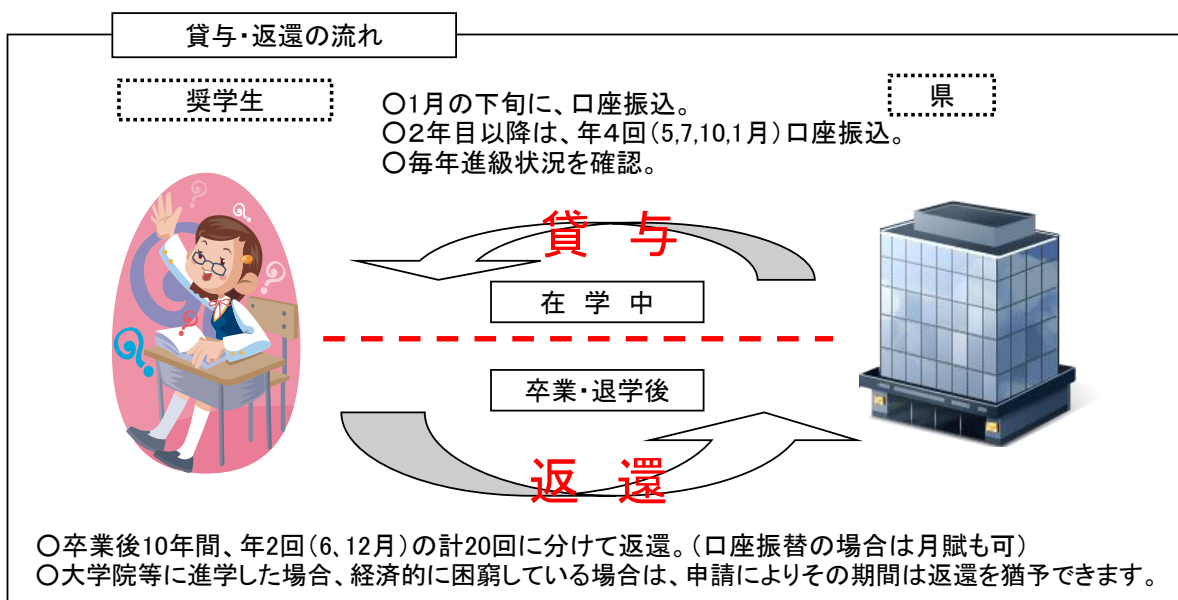 貸与・返還の流れ
奨学生
県
○1月の下旬に、口座振込。
○2年目以降は、年4回(5,7,10,1月)口座振込。
○毎年進級状況を確認。
貸 与
在 学 中
卒業・退学後
返 還
○卒業後10年間、年2回(6、12月)の計20回に分けて返還。(口座振替の場合は月賦も可)
○大学院等に進学した場合、経済的に困窮している場合は、申請によりその期間は返還を猶予できます。